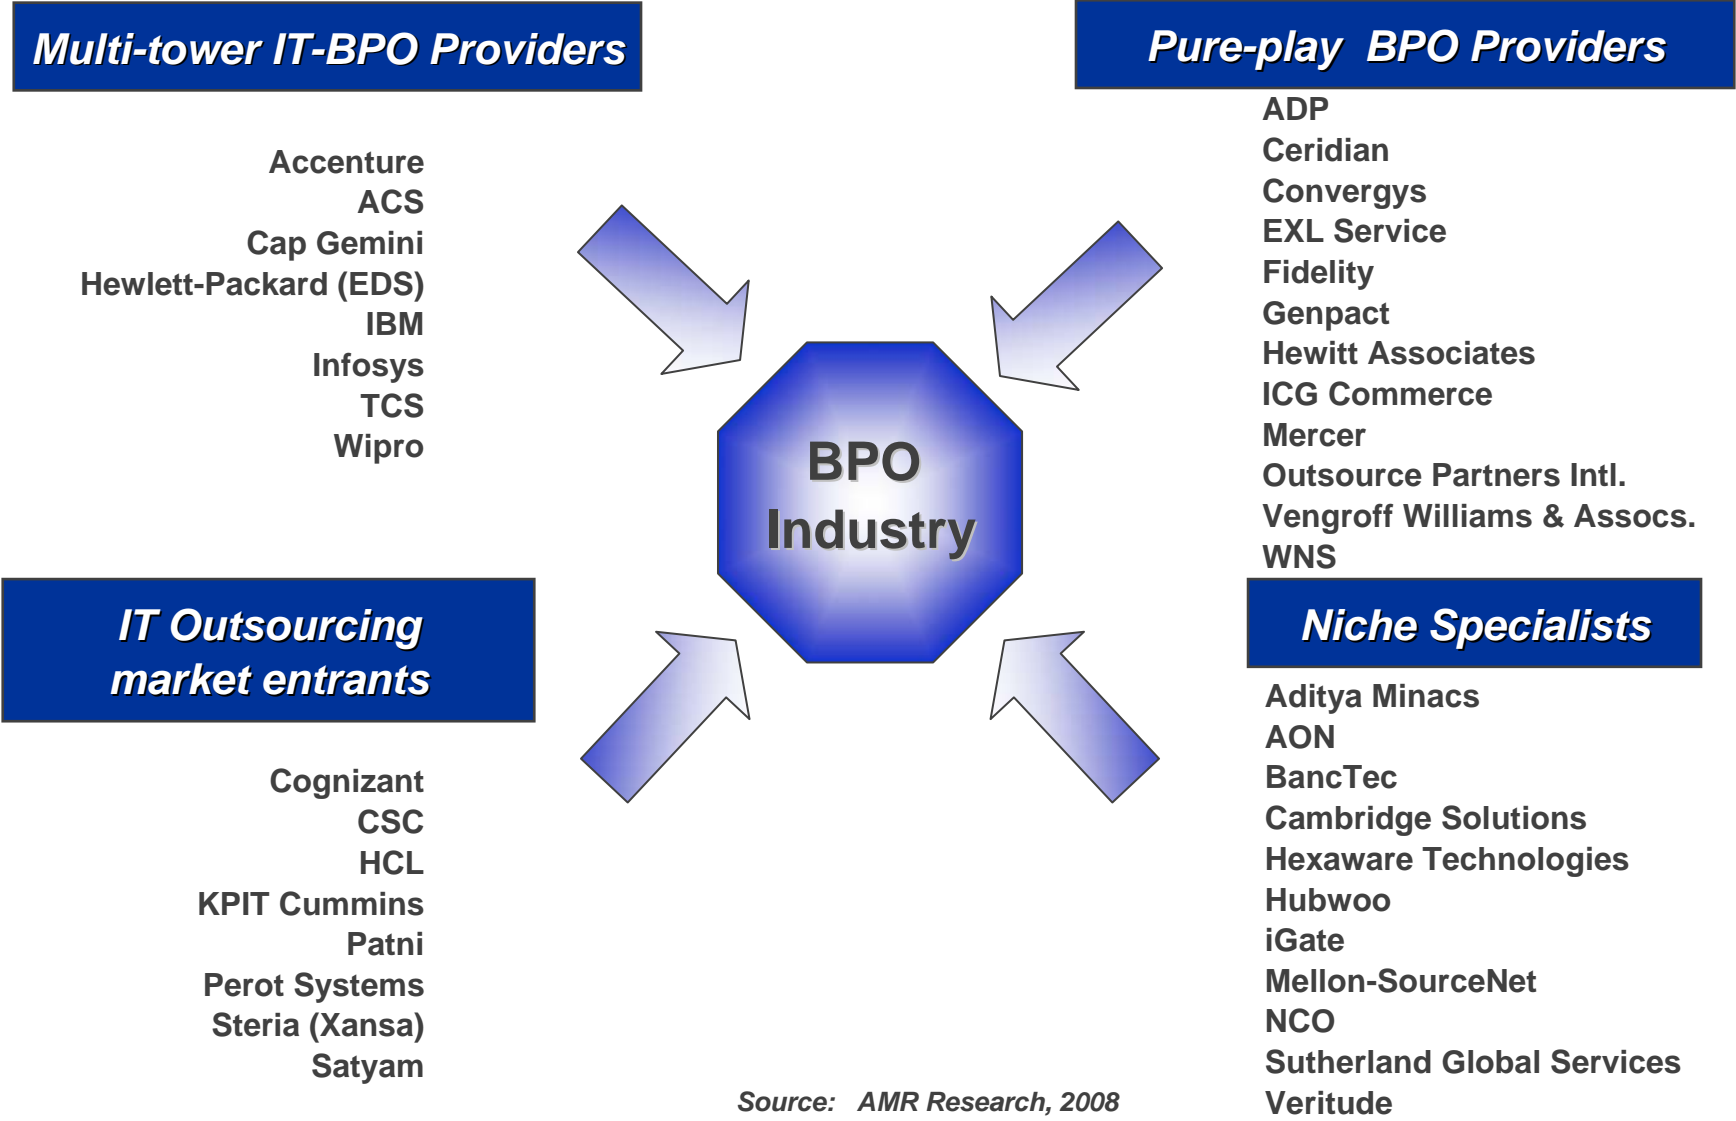 Multi-tower IT-BPO Providers
Accenture
ACS
Cap Gemini
Hewlett-Packard (EDS)
IBM
Infosys
TCS
Wipro
Pure-play BPO Providers
ADP
Ceridian
Convergys
EXL Service
Fidelity
Genpact
Hewitt Associates
ICG Commerce
Mercer
Outsource Partners Intl.
Vengroff Williams & Assocs.
WNS
BPO
Industry
IT Outsourcing
market entrants
Cognizant
CSC
HCL
KPIT Cummins
Patni
Perot Systems
Steria (Xansa)
Satyam
Niche Specialists
Aditya Minacs
AON
BancTec
Cambridge Solutions
Hexaware Technologies
Hubwoo
iGate
Mellon-SourceNet
NCO
Sutherland Global Services
Veritude
Source: AMR Research, 2008